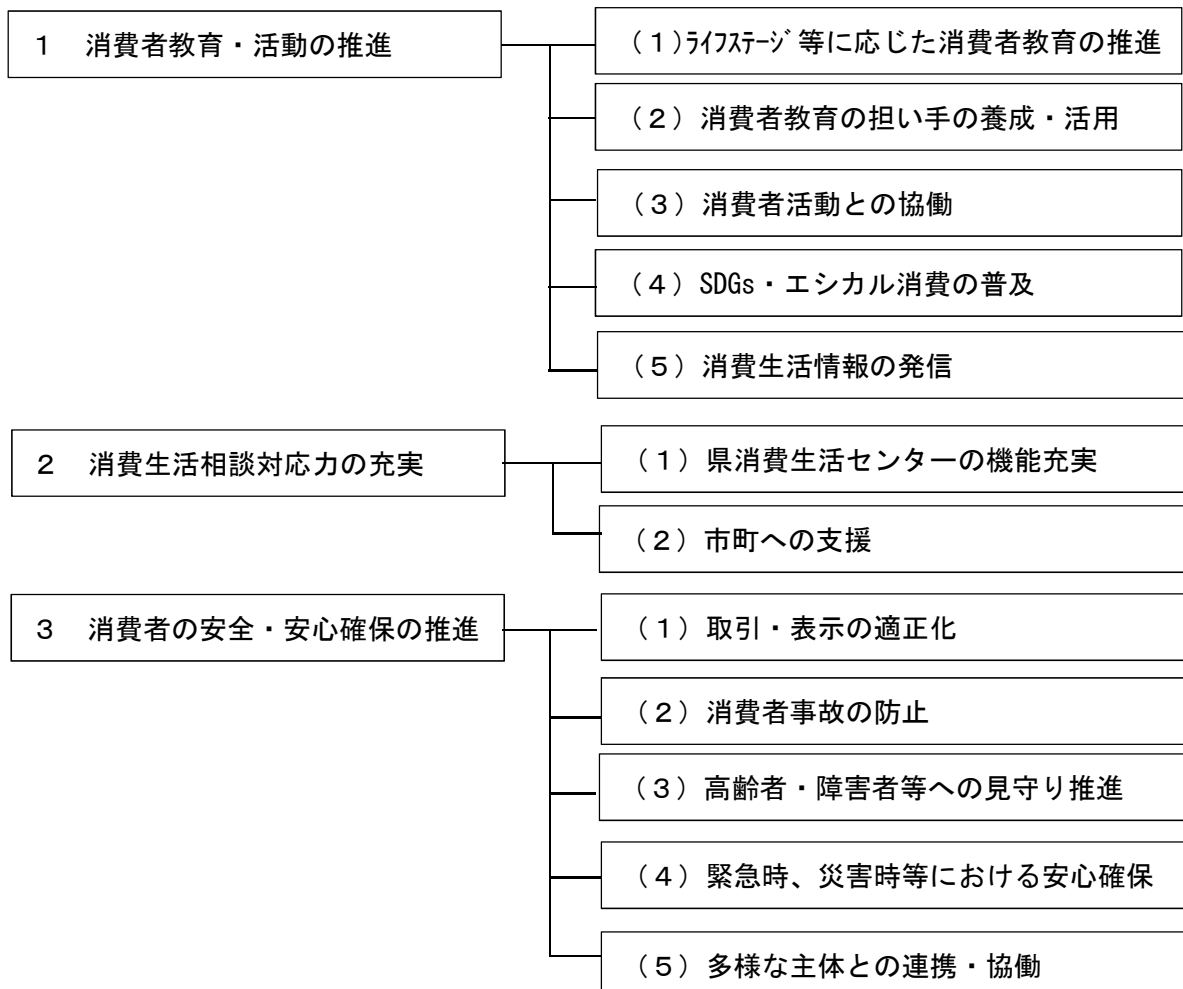 １　消費者教育・活動の推進
（１）ﾗｲﾌｽﾃｰｼﾞ等に応じた消費者教育の推進
（２）消費者教育の担い手の養成・活用
（３）消費者活動との協働
（４）SDGs・エシカル消費の普及
（５）消費生活情報の発信
２　消費生活相談対応力の充実
（１）県消費生活センターの機能充実
（２）市町への支援
３　消費者の安全・安心確保の推進
（１）取引・表示の適正化
（２）消費者事故の防止
（３）高齢者・障害者等への見守り推進
（４）緊急時、災害時等における安心確保
（５）多様な主体との連携・協働